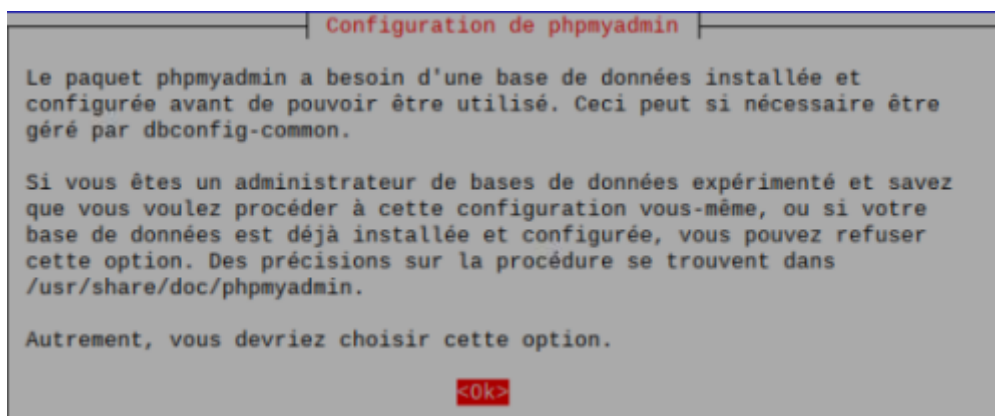 Configuration de phpmyadmin
Le paquet phpmyadmin a besoin d'une base de données installée et
configurée avant de pouvoir être utilisé. Ceci peut si nécessaire être
géré par dbconfig-common.
Si vous êtes un administrateur de bases de données expérimenté et savez
que vous voulez procéder à cette configuration vous-même, ou si votre
base de données est déjà installée et configurée, vous pouvez refuser
cette option. Des précisions sur la procédure se trouvent dans
/usr/share/doc/phpmyadmin.
Autrement, vous devriez choisir cette option.
<Ok>